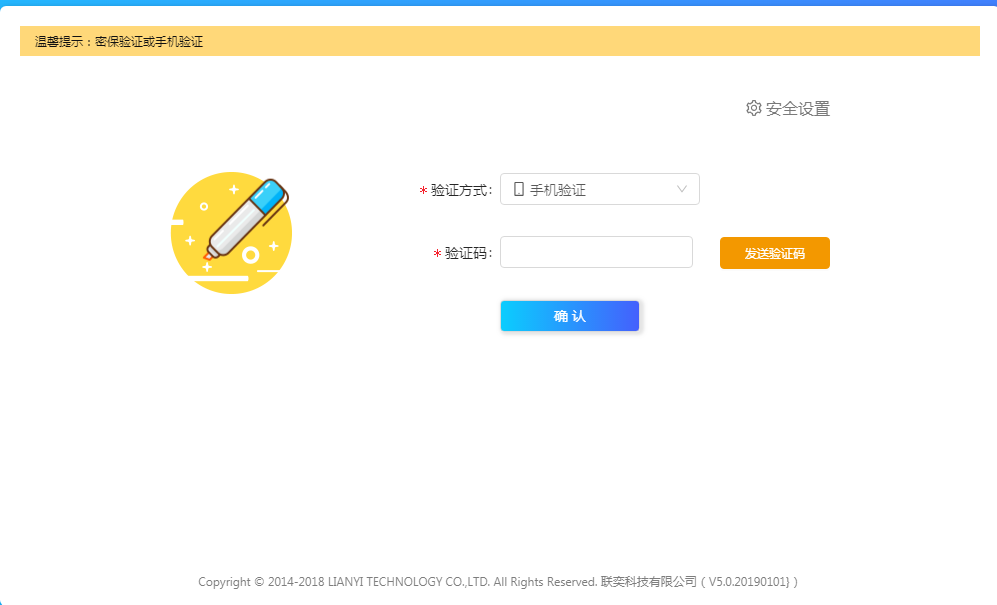 温馨提示：密保验证或手机验证
安全设置
* 验证方式: 手机验证
* 验证码: 发送验证码
确 认
Copyright © 2014-2018 LIANYI TECHNOLOGY CO.,LTD. All Rights Reserved. 联奕科技有限公司（ V5.0.20190101} ）